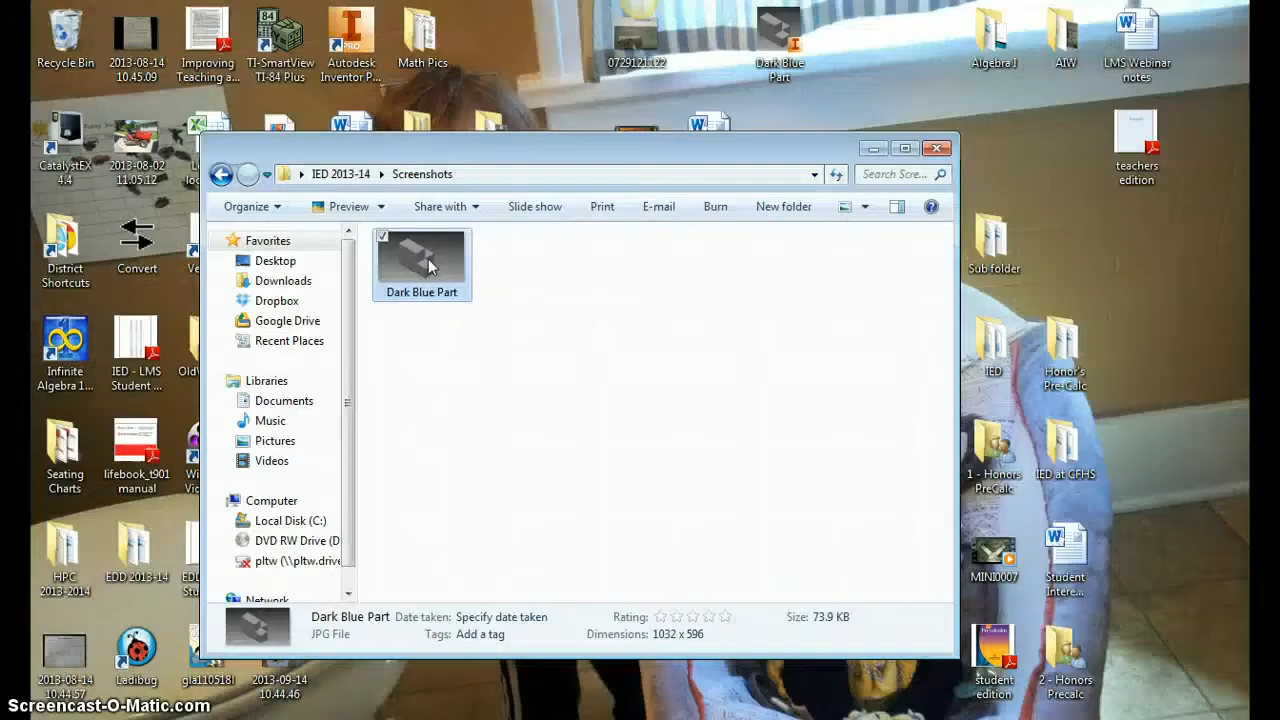 Recycle Bin
2013-08-14
10.45.09
Improving
Teaching a...
84
TI-SmartView
TI-84 Plus
PRO
Autodesk
Inventor P...
Math Pics
0729121122
Dark Blue
Part
Algebra I
AIW
LMS Webinar
notes
CatalystEX
4.4
2013-08-02
11.05.12
teachers
edition
District
Shortcuts
Convert
Sub folder
Infinite
Algebra 1...
IED - LMS
Student ...
IED
Honor's
Pre-Calc
Seating
Charts
lifebook_t901
manual
1 - Honors
PreCalc
IED at CFHS
HPC
2013-2014
EDD 2013-14
MINI0007
Student
Intere...
2013-08-14
10.44.57
Ladibug
gla110518l
2013-09-14
10.44.46
student
edition
2 - Honors
Precalc
IED 2013-14
Screenshots
Search Scre...
Organize
Preview
Share with
Slide show
Print
E-mail
Burn
New folder
Favorites
Desktop
Downloads
Dropbox
Google Drive
Recent Places
Libraries
Documents
Music
Pictures
Videos
Computer
Local Disk (C:)
DVD RW Drive (D
pltw (\\pltw.drive
Network
Dark Blue Part
Dark Blue Part Date taken: Specify date taken Rating: Size: 73.9 KB
JPG File Tags: Add a tag Dimensions: 1032 x 596
Screencast-O-Matic.com